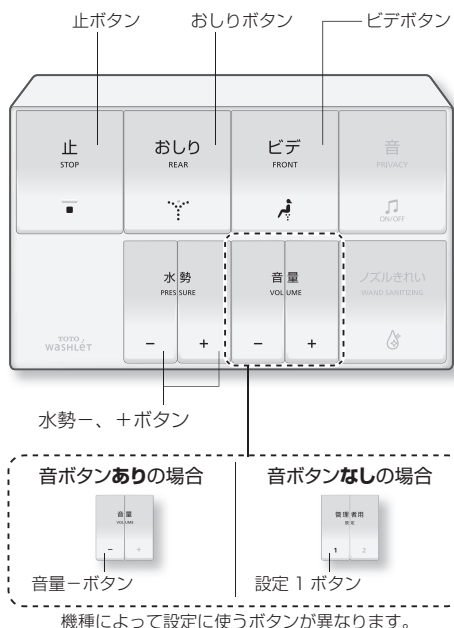 止ボタン おしりボタン ビデボタン
止 おしり ビデ 音
STOP REAR FRONT PRIVACY
ON/OFF
水勢 音量 ノズルきれい
PRESSURE VOLUME WAND SANITIZING
TOTO
WASHLET
− + − +
水勢−、+ボタン
音ボタンありの場合 音ボタンなしの場合
音量 管理者用
VOLUME 設定
− + 1 2
音量−ボタン 設定 1 ボタン
機種によって設定に使うボタンが異なります。